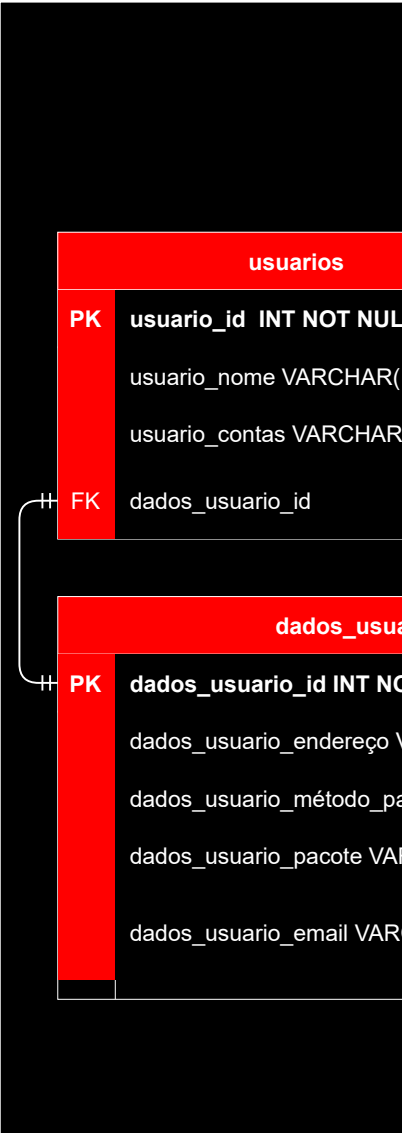 usuarios
PK usuario_id INT NOT NUL
usuario_nome VARCHAR(
usuario_contas VARCHAR
FK dados_usuario_id
dados_usua
PK dados_usuario_id INT NO
dados_usuario_endereço V
dados_usuario_método_pa
dados_usuario_pacote VAR
dados_usuario_email VARC